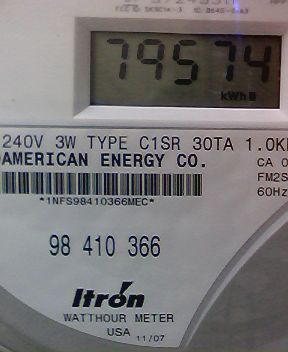 79574
kWh
240V 3W TYPE C1SR 30TA 1.0K
AMERICAN ENERGY CO.
CA 0
*1NFS98410366MEC*
FM2S
60Hz
98 410 366
Itron
WATTHOUR METER
USA 11/07